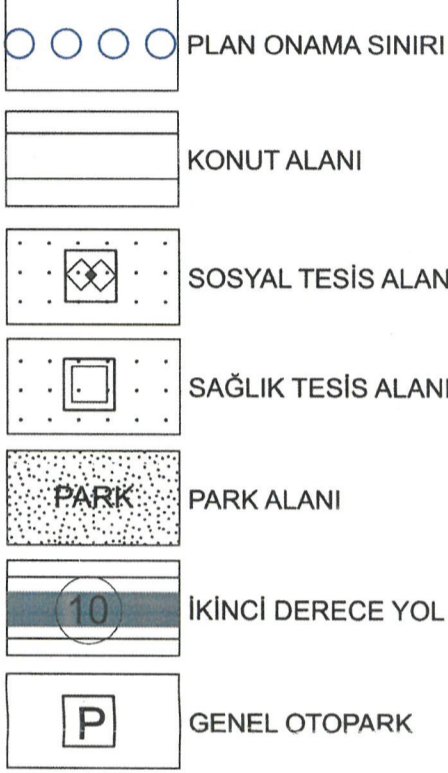 PLAN ONAMA SINIRI
KONUT ALANI
SOSYAL TESİS ALAN
SAĞLIK TESİS ALANI
PARK PARK ALANI
10 İKİNCİ DERECE YOL
P GENEL OTOPARK